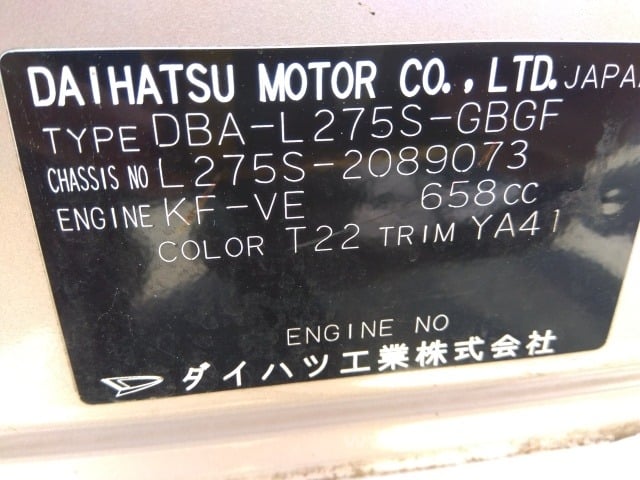 DAIHATSU MOTOR CO.,LTD. JAPAN
TYPE DBA-L275S-GBGF
CHASSIS NO L275S-2089073
ENGINE KF-VE 658cc
COLOR T22 TRIM YA41
ENGINE NO
ダイハツ工業株式会社